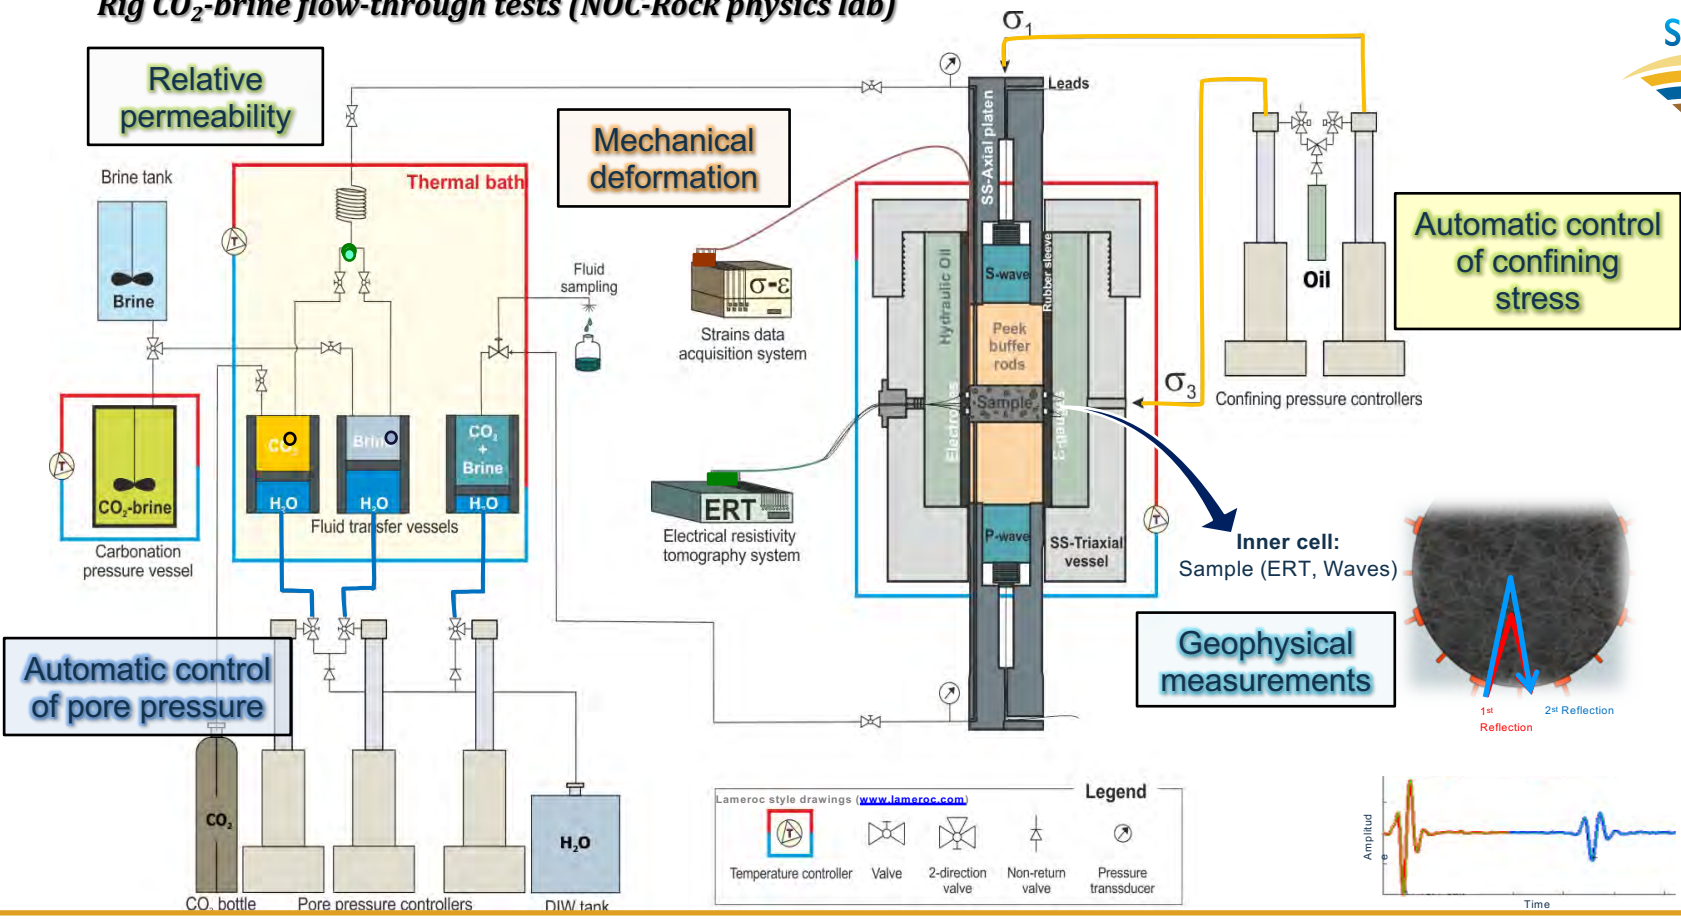 Rig CO₂-brine flow-through tests (NOC-Rock physics lab)
S
σ₁
Relative
permeability
Leads
Mechanical
deformation
SS-Axial platen
Brine tank
Thermal bath
T
Brine
Fluid
sampling
σ-ε
Strains data
acquisition system
Hydraulic Oil
S-wave
Rubber sleeve
Peek
buffer
rods
Oil
Automatic control
of confining
stress
σ₃
Confining pressure controllers
Sample
CO₂
Brine
CO₂
+
Brine
H₂O
H₂O
H₂O
Fluid transfer vessels
T
CO₂-brine
Carbonation
pressure vessel
ERT
Electrical resistivity
tomography system
P-wave
SS-Triaxial
vessel
T
Inner cell:
Sample (ERT, Waves)
Geophysical
measurements
1st
Reflection
2st Reflection
Automatic control
of pore pressure
CO₂
H₂O
CO₂ bottle
Pore pressure controllers
DIW tank
Lameroc style drawings (www.lameroc.com)
Legend
T
Temperature controller
Valve
2-direction
valve
Non-return
valve
Pressure
transducer
Amplitud
e
Time